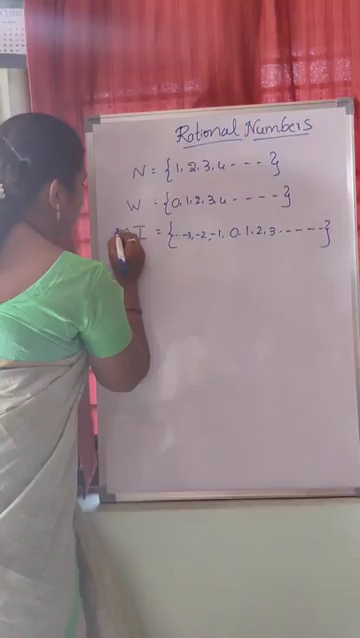 Rational Numbers
N = {1, 2, 3, 4 - - - - }
W = {0, 1, 2, 3, 4 - - - - - }
I = {...-3, -2, -1, 0, 1, 2, 3 - - - - - - }